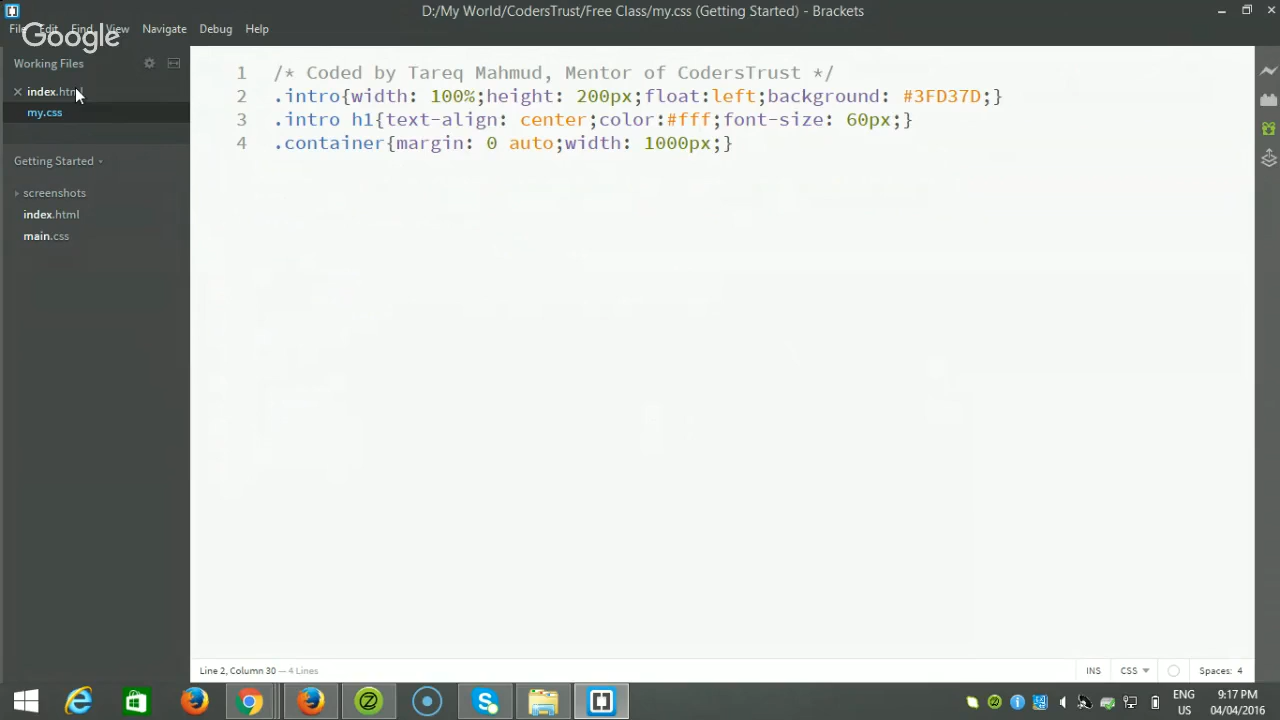 D:/My World/CodersTrust/Free Class/my.css (Getting Started) - Brackets
File Edit Find View Navigate Debug Help
Google
Working Files
index.html
my.css
Getting Started
screenshots
index.html
main.css
1 /* Coded by Tareq Mahmud, Mentor of CodersTrust */
2 .intro{width: 100%;height: 200px;float:left;background: #3FD37D;}
3 .intro h1{text-align: center;color:#fff;font-size: 60px;}
4 .container{margin: 0 auto;width: 1000px;}
Line 2, Column 30 — 4 Lines
INS CSS Spaces: 4
ENG 9:17 PM
US 04/04/2016